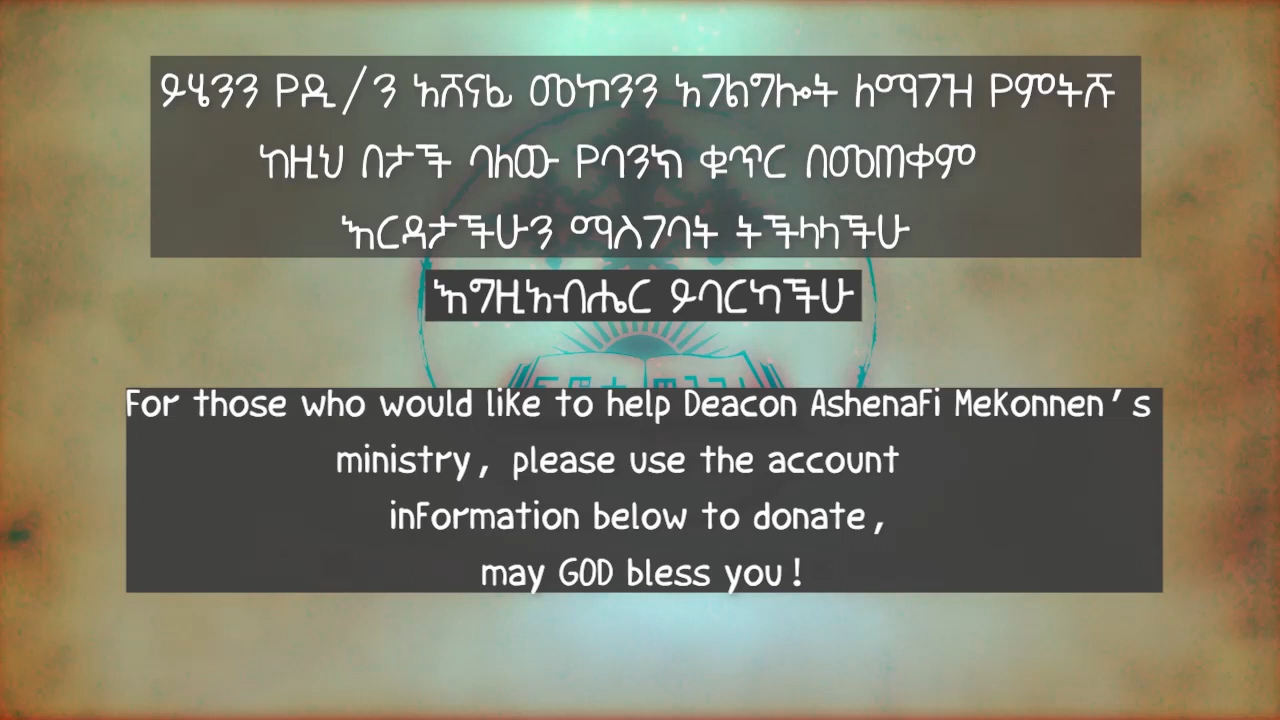 ይሄንን የዲ/ን አሸናፊ መኮንን አገልግሎት ለማገዝ የምትሹ
ከዚህ በታች ባለው የባንክ ቁጥር በመጠቀም
እርዳታችሁን ማስገባት ትችላላችሁ
እግዚአብሔር ይባርካችሁ
For those who would like to help Deacon Ashenafi Mekonnen's
ministry, please use the account
information below to donate,
may GOD bless you!